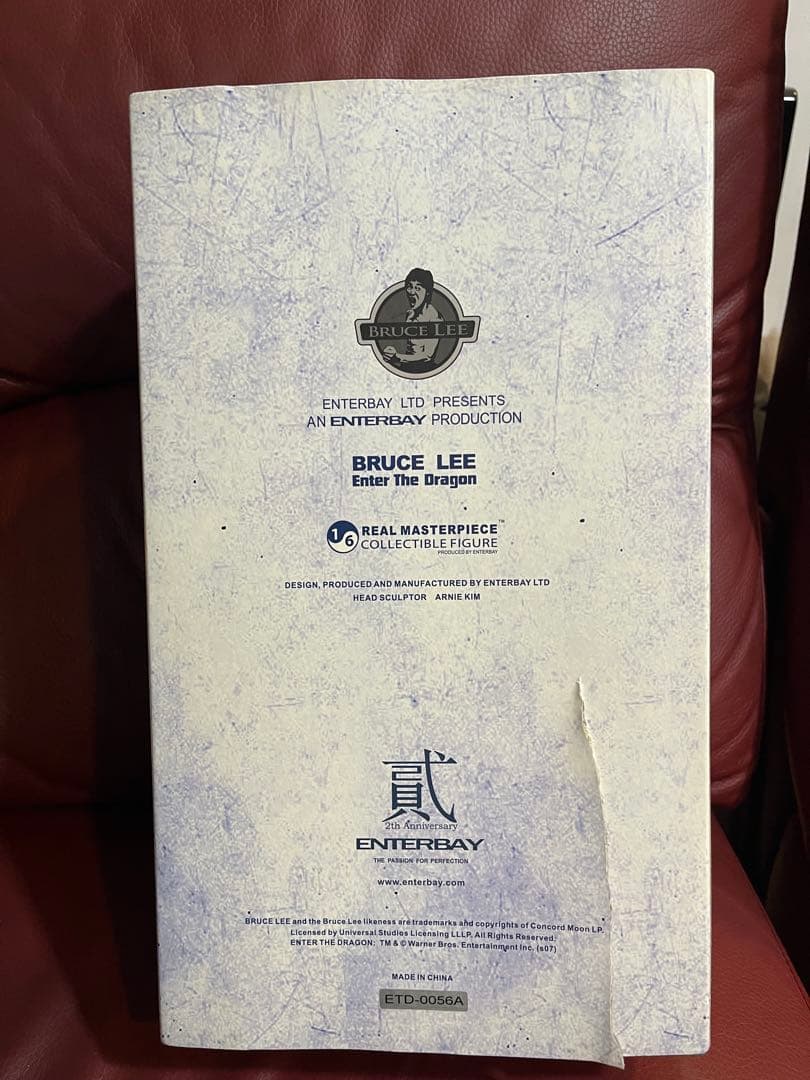 BRUCE LEE
ENTERBAY LTD PRESENTS
AN ENTERBAY PRODUCTION
BRUCE LEE
Enter The Dragon
1/6 REAL MASTERPIECE™
COLLECTIBLE FIGURE
PRODUCED BY ENTERBAY
DESIGN, PRODUCED AND MANUFACTURED BY ENTERBAY LTD
HEAD SCULPTOR ARNIE KIM
貳
2th Anniversary
ENTERBAY
THE PASSION FOR PERFECTION
www.enterbay.com
BRUCE LEE and the Bruce Lee likeness are trademarks and copyrights of Concord Moon LP.
Licensed by Universal Studios Licensing LLLP. All Rights Reserved.
ENTER THE DRAGON: TM & © Warner Bros. Entertainment Inc. (s07)
MADE IN CHINA
ETD-0056A